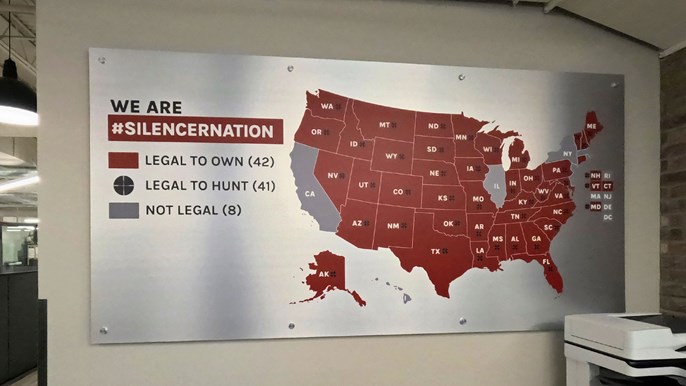 WE ARE
#SILENCERNATION
LEGAL TO OWN (42)
LEGAL TO HUNT (41)
NOT LEGAL (8)
WA
OR
CA
ID
NV
AZ
MT
WY
UT
CO
NM
ND
SD
NE
KS
OK
TX
MN
IA
MO
AR
LA
WI
IL
MI
IN
OH
KY
TN
MS
AL
GA
FL
SC
NC
VA
WV
PA
NY
ME
NH RI
VT CT
MA NJ
MD DE
DC
AK
HI